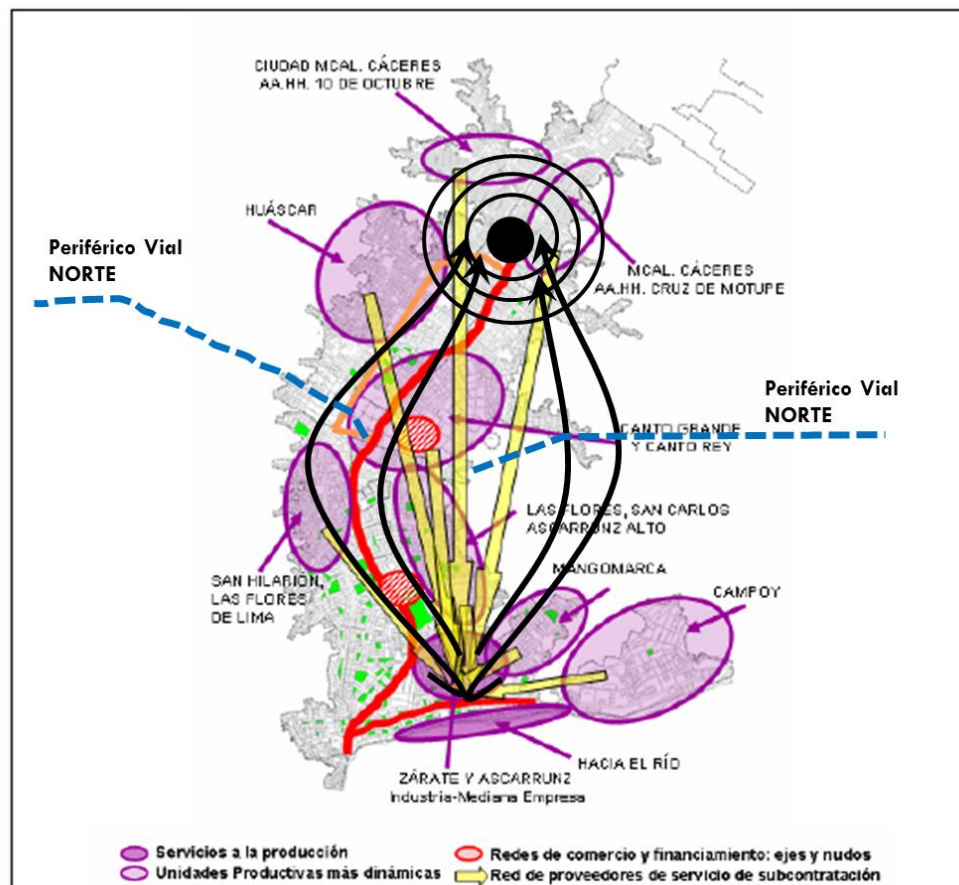 CIUDAD MCAL. CÁCERES
AA.HH. 10 DE OCTUBRE
HUÁSCAR
Periférico Vial
NORTE
MCAL. CÁCERES
AA.HH. CRUZ DE MOTUPE
Periférico Vial
NORTE
CANTO GRANDE
Y CANTO REY
LAS FLORES, SAN CARLOS
ASCARRUNZ ALTO
MANGOMARCA
SAN HILARIÓN,
LAS FLORES
DE LIMA
CAMPOY
HACIA EL RÍO
ZÁRATE Y ASCARRUNZ
Industria-Mediana Empresa
Servicios a la producción
Redes de comercio y financiamiento: ejes y nudos
Unidades Productivas más dinámicas
Red de proveedores de servicio de subcontratación